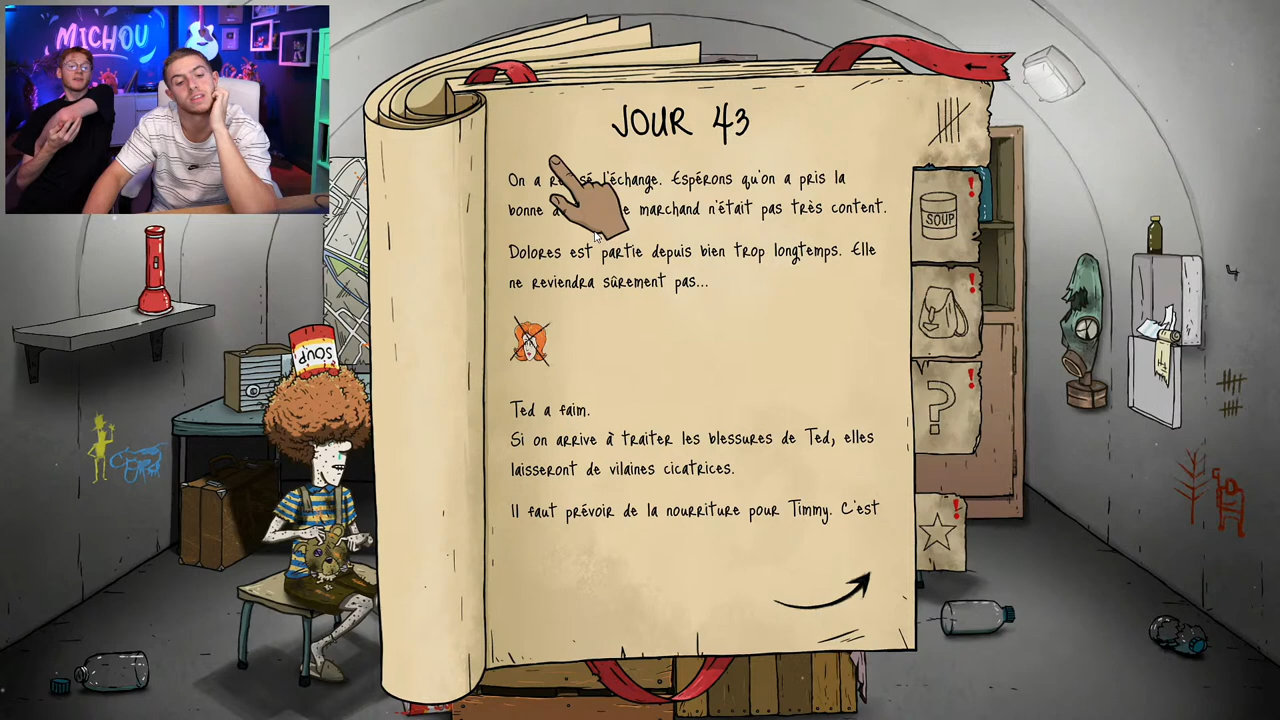 MICHOU
JOUR 43
On a l'échange. Espérons qu'on a pris la
bonne marchand n'était pas très content.
Dolores est partie depuis bien trop longtemps. Elle
ne reviendra sûrement pas...
Ted a faim.
Si on arrive à traiter les blessures de Ted, elles
laisseront de vilaines cicatrices.
Il faut prévoir de la nourriture pour Timmy. C'est
SOUP
!
!
!
?
!
SOUP